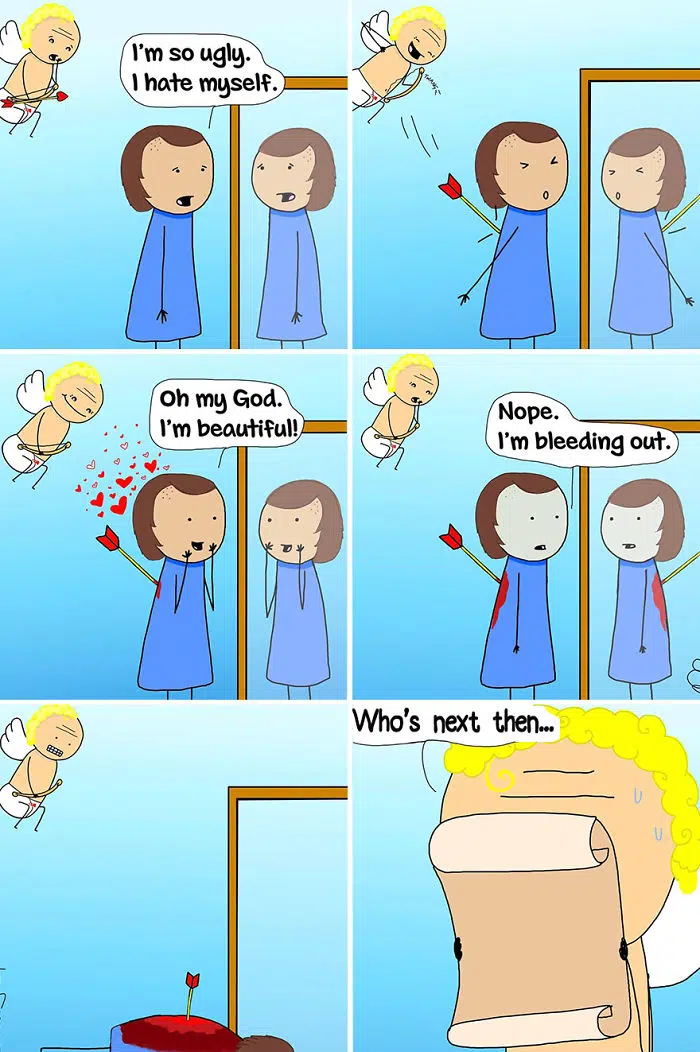 I'm so ugly.
I hate myself.
Oh my God.
I'm beautiful!
Nope.
I'm bleeding out.
Who's next then...